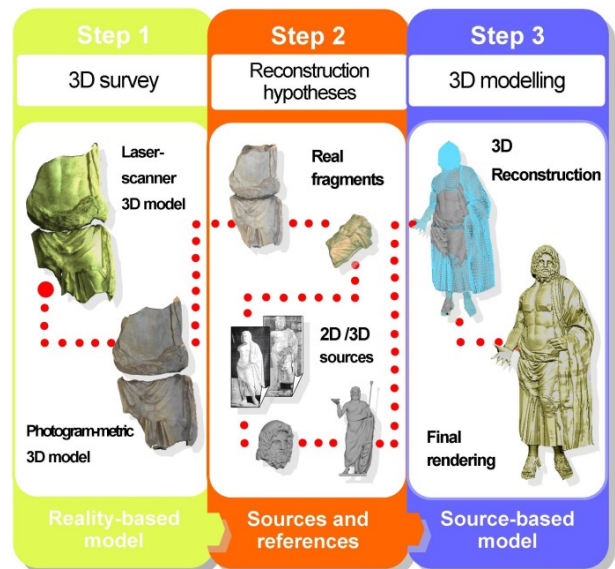 Step 1
3D survey
Laser-
scanner
3D model
Photogram-metric
3D model
Reality-based
model
Step 2
Reconstruction
hypotheses
Real
fragments
2D /3D
sources
Sources and
references
Step 3
3D modelling
3D
Reconstruction
Final
rendering
Source-based
model